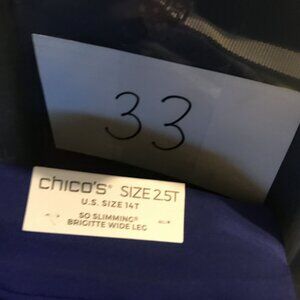 33
chico's® SIZE 2.5T
U.S. SIZE 14T
SO SLIMMING®
BRIGITTE WIDE LEG